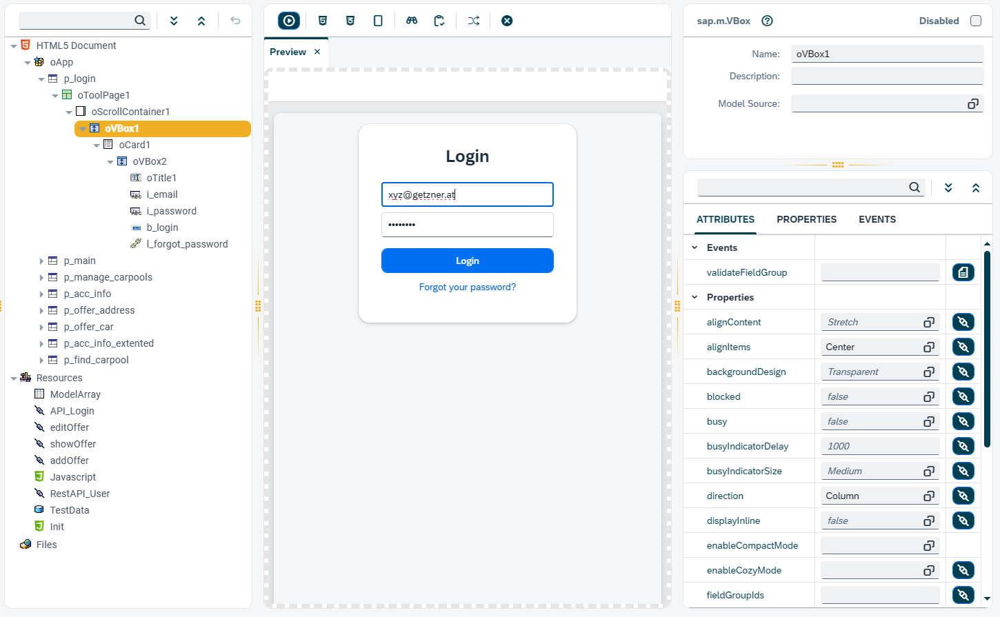 HTML5 Document
oApp
p_login
oToolPage1
oScrollContainer1
oVBox1
oCard1
oVBox2
oTitle1
i_email
i_password
b_login
l_forgot_password
p_main
p_manage_carpools
p_acc_info
p_offer_address
p_offer_car
p_acc_info_extented
p_find_carpool
Resources
ModelArray
API_Login
editOffer
showOffer
addOffer
Javascript
RestAPI_User
TestData
Init
Files
Preview
Login
xyz@getzner.at
••••••••
Login
Forgot your password?
sap.m.VBox
Disabled
Name: oVBox1
Description:
Model Source:
ATTRIBUTES PROPERTIES EVENTS
Events
validateFieldGroup
Properties
alignContent Stretch
alignItems Center
backgroundDesign Transparent
blocked false
busy false
busyIndicatorDelay 1000
busyIndicatorSize Medium
direction Column
displayInline false
enableCompactMode
enableCozyMode
fieldGroupIds